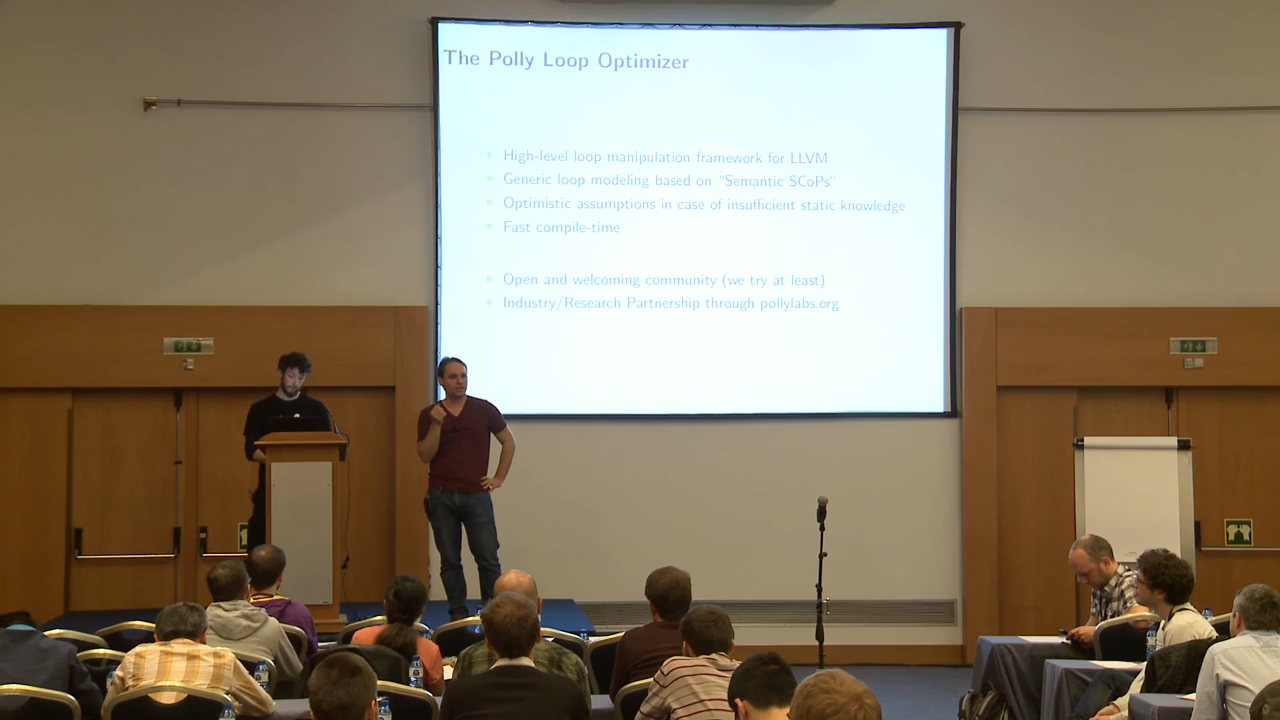 The Polly Loop Optimizer
High-level loop manipulation framework for LLVM
Generic loop modeling based on "Semantic SCoPs"
Optimistic assumptions in case of insufficient static knowledge
Fast compile-time
Open and welcoming community (we try at least)
Industry/Research Partnership through pollylabs.org